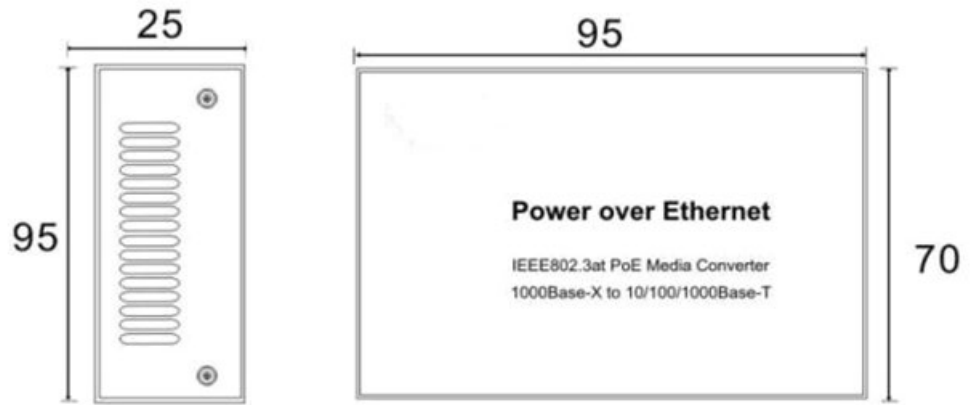 25
95
95
70
Power over Ethernet
IEEE802.3at PoE Media Converter
1000Base-X to 10/100/1000Base-T